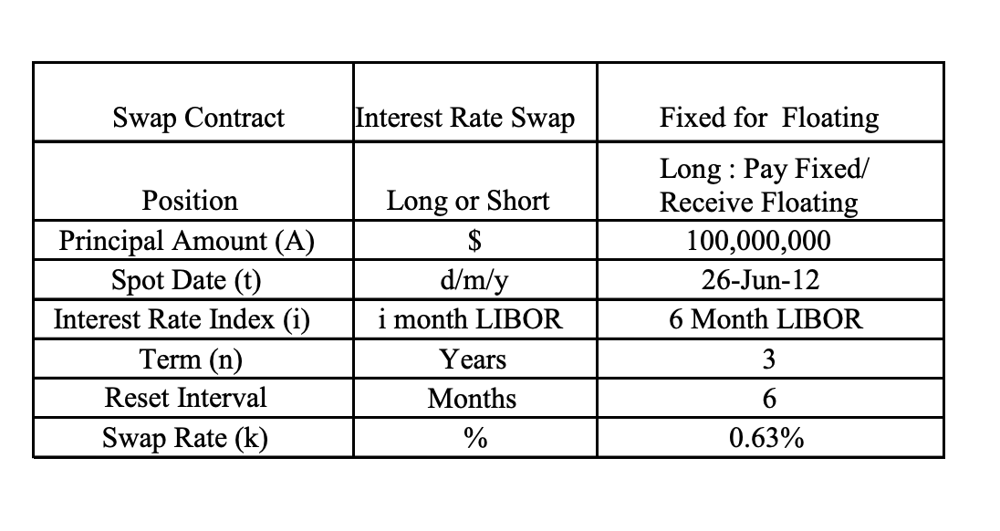 Swap Contract Interest Rate Swap Fixed for Floating
Position Long or Short Long : Pay Fixed/
Receive Floating
Principal Amount (A) $ 100,000,000
Spot Date (t) d/m/y 26-Jun-12
Interest Rate Index (i) i month LIBOR 6 Month LIBOR
Term (n) Years 3
Reset Interval Months 6
Swap Rate (k) % 0.63%